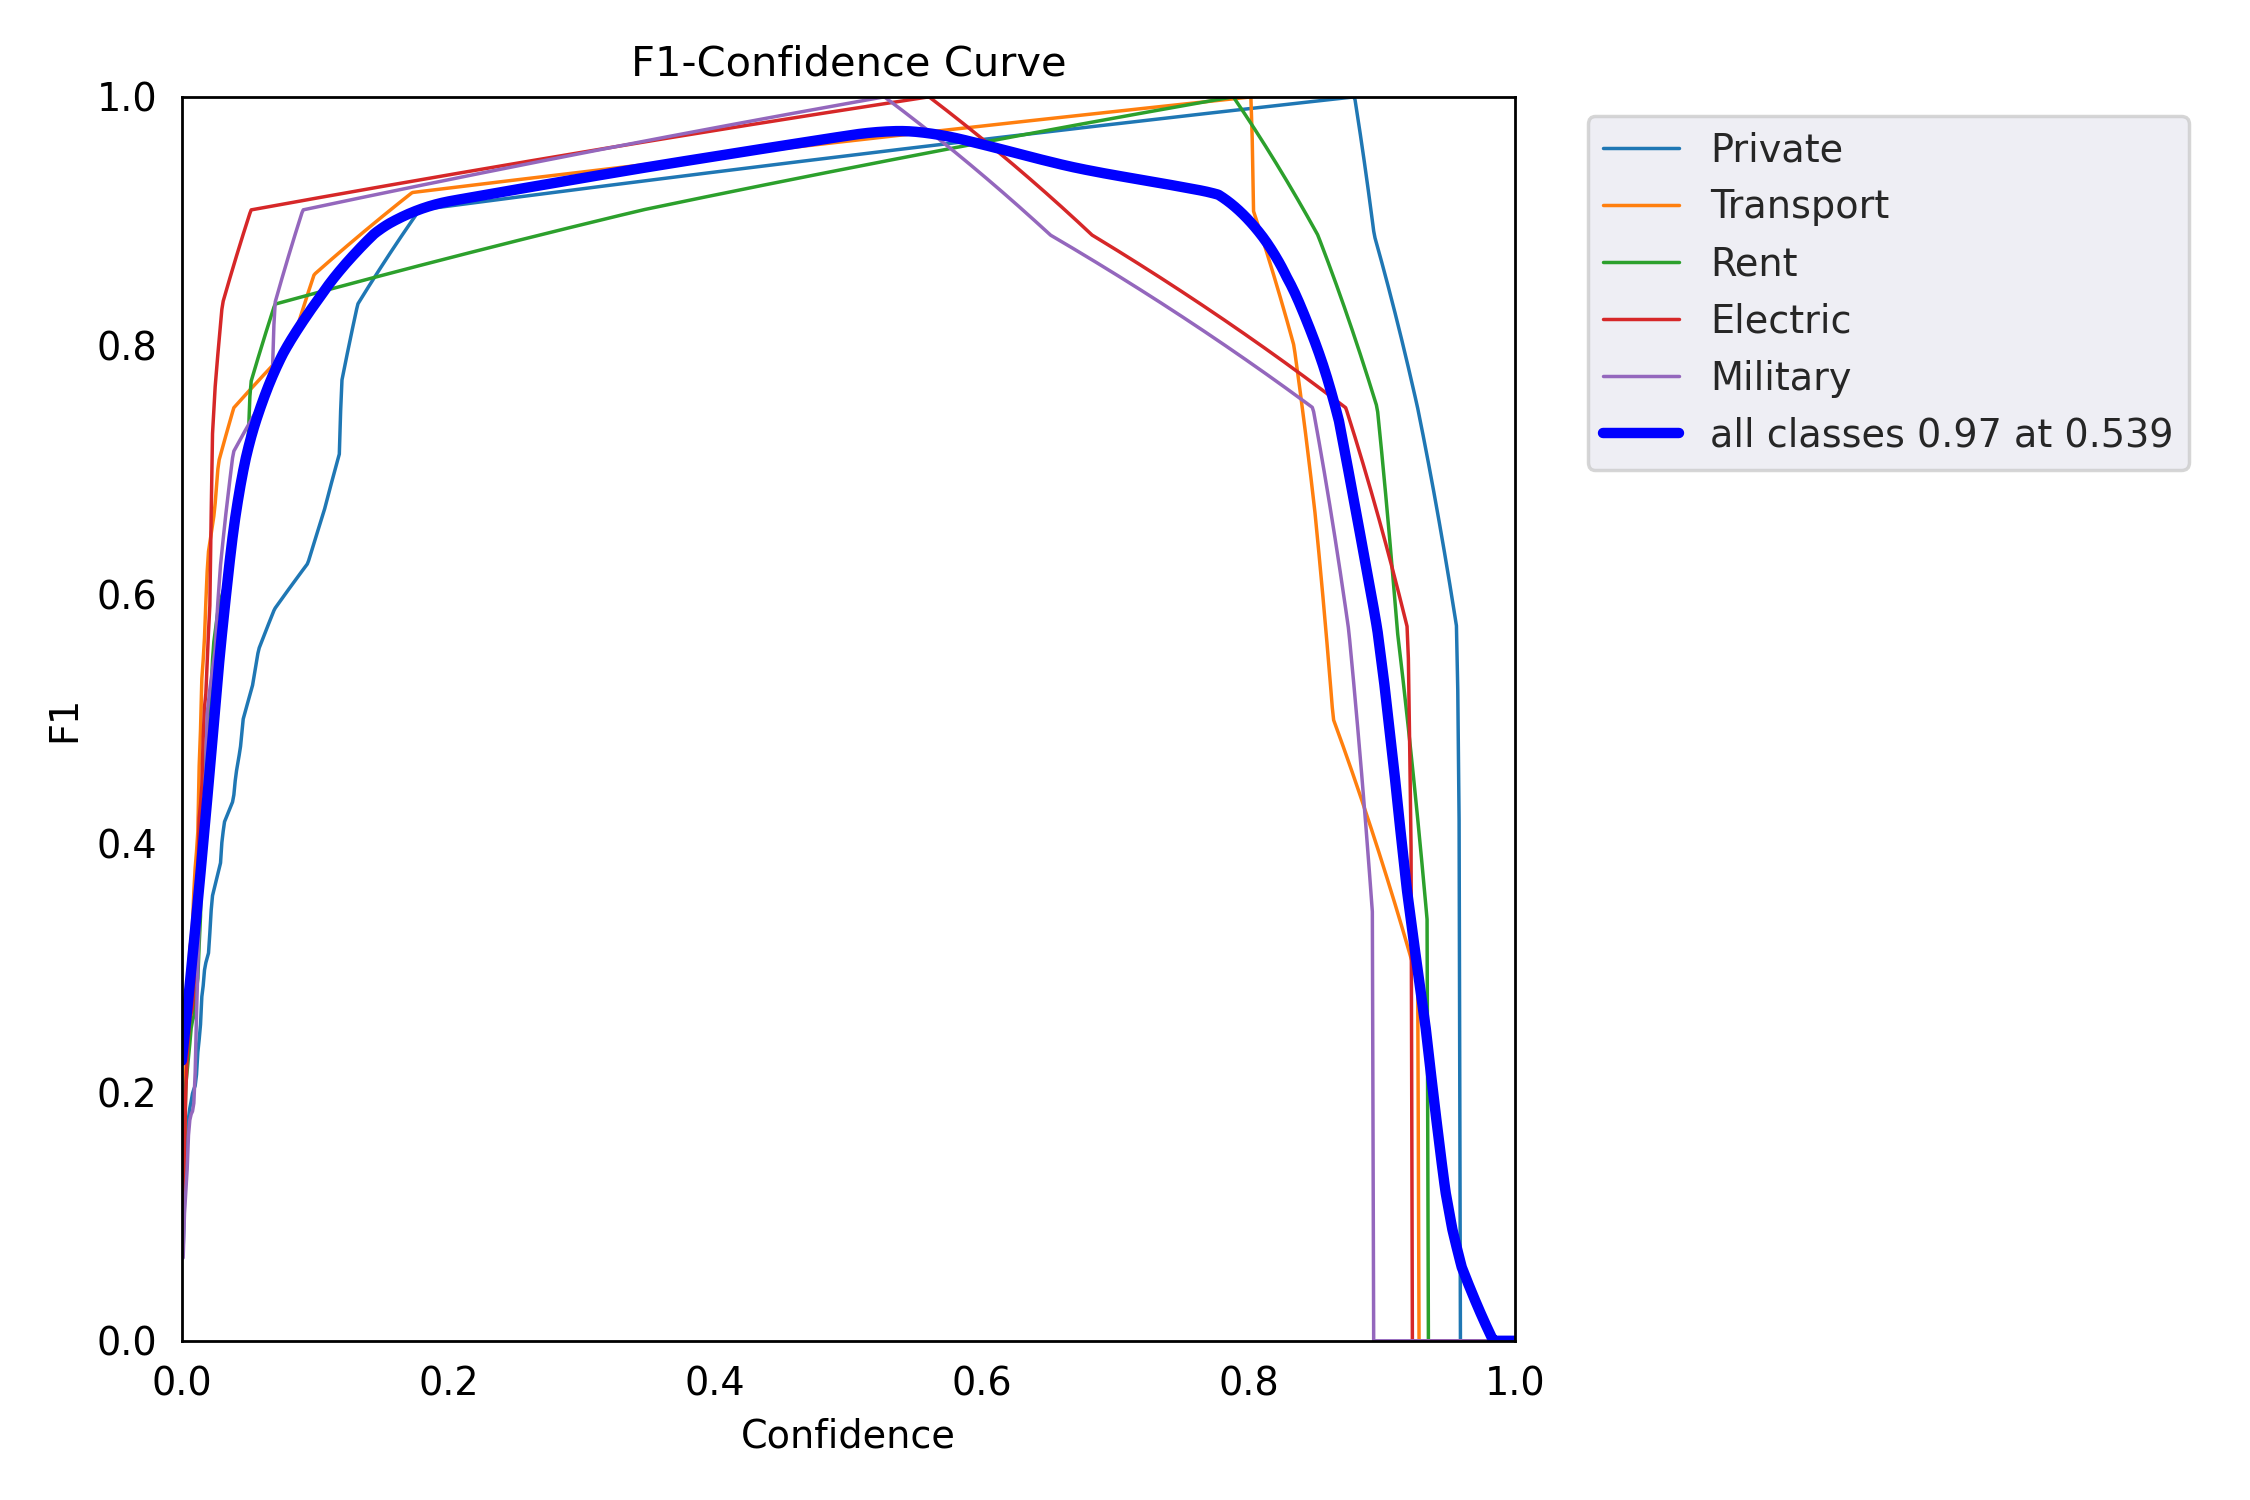 F1-Confidence Curve
1.0
0.8
0.6
0.4
0.2
0.0
F1
0.0 0.2 0.4 0.6 0.8 1.0
Confidence
Private
Transport
Rent
Electric
Military
all classes 0.97 at 0.539